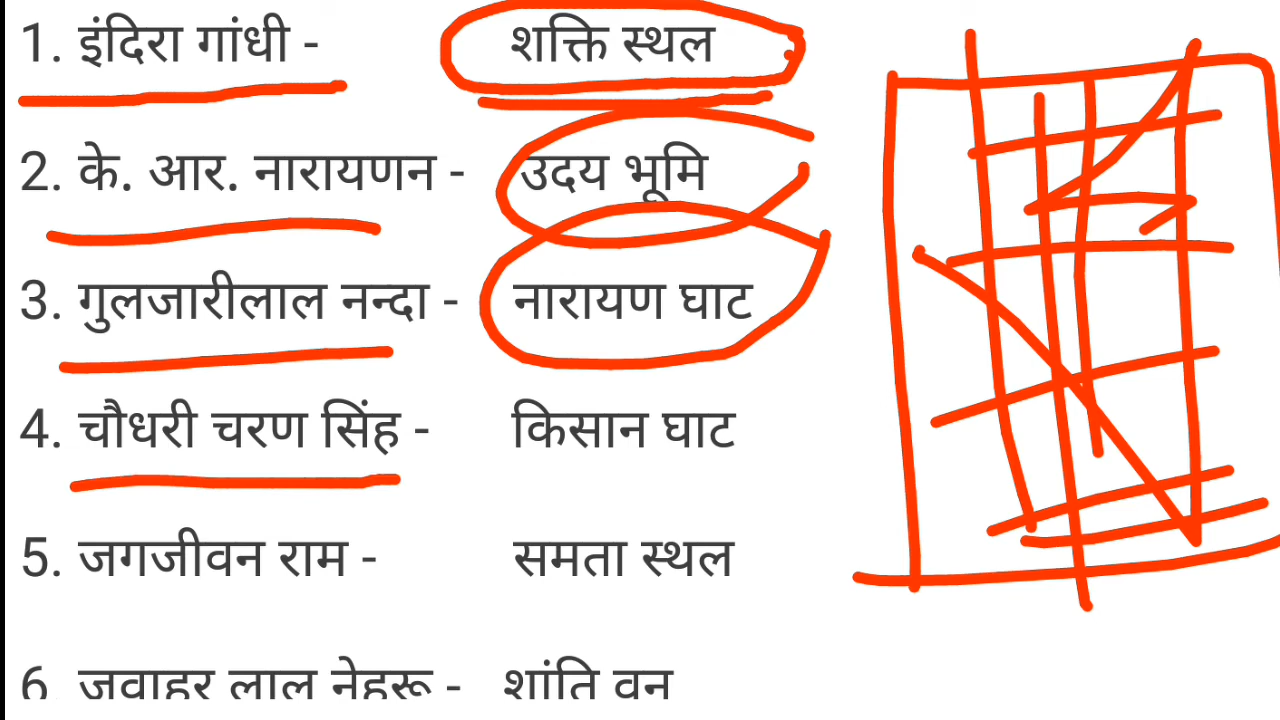 1. इंदिरा गांधी - शक्ति स्थल
2. के. आर. नारायणन - उदय भूमि
3. गुलजारीलाल नन्दा - नारायण घाट
4. चौधरी चरण सिंह - किसान घाट
5. जगजीवन राम - समता स्थल
6. जवाहर लाल नेहरू - शांति वन